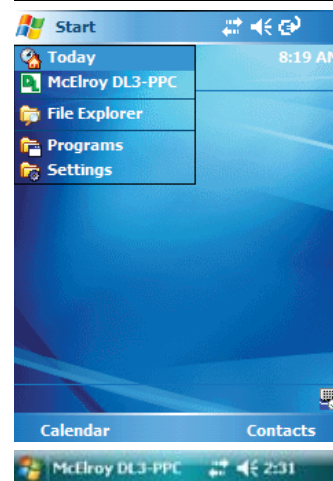 Start
Today
8:19 AM
McElroy DL3-PPC
File Explorer
Programs
Settings
Calendar
Contacts
McElroy DL3-PPC 2:31